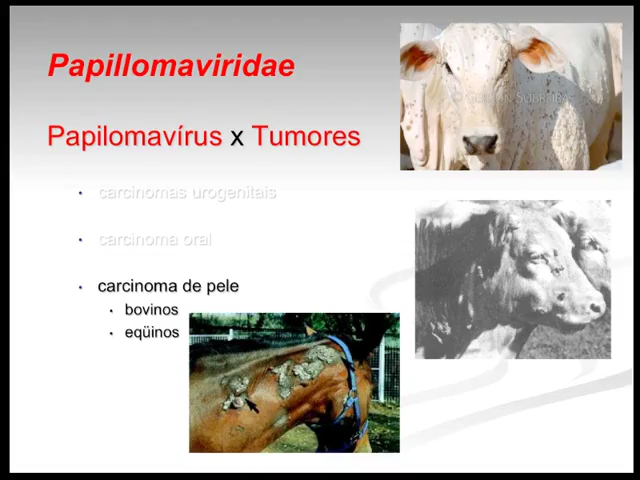 Papillomaviridae
Papilomavírus x Tumores
carcinomas urogenitais
carcinoma oral
carcinoma de pele
bovinos
eqüinos